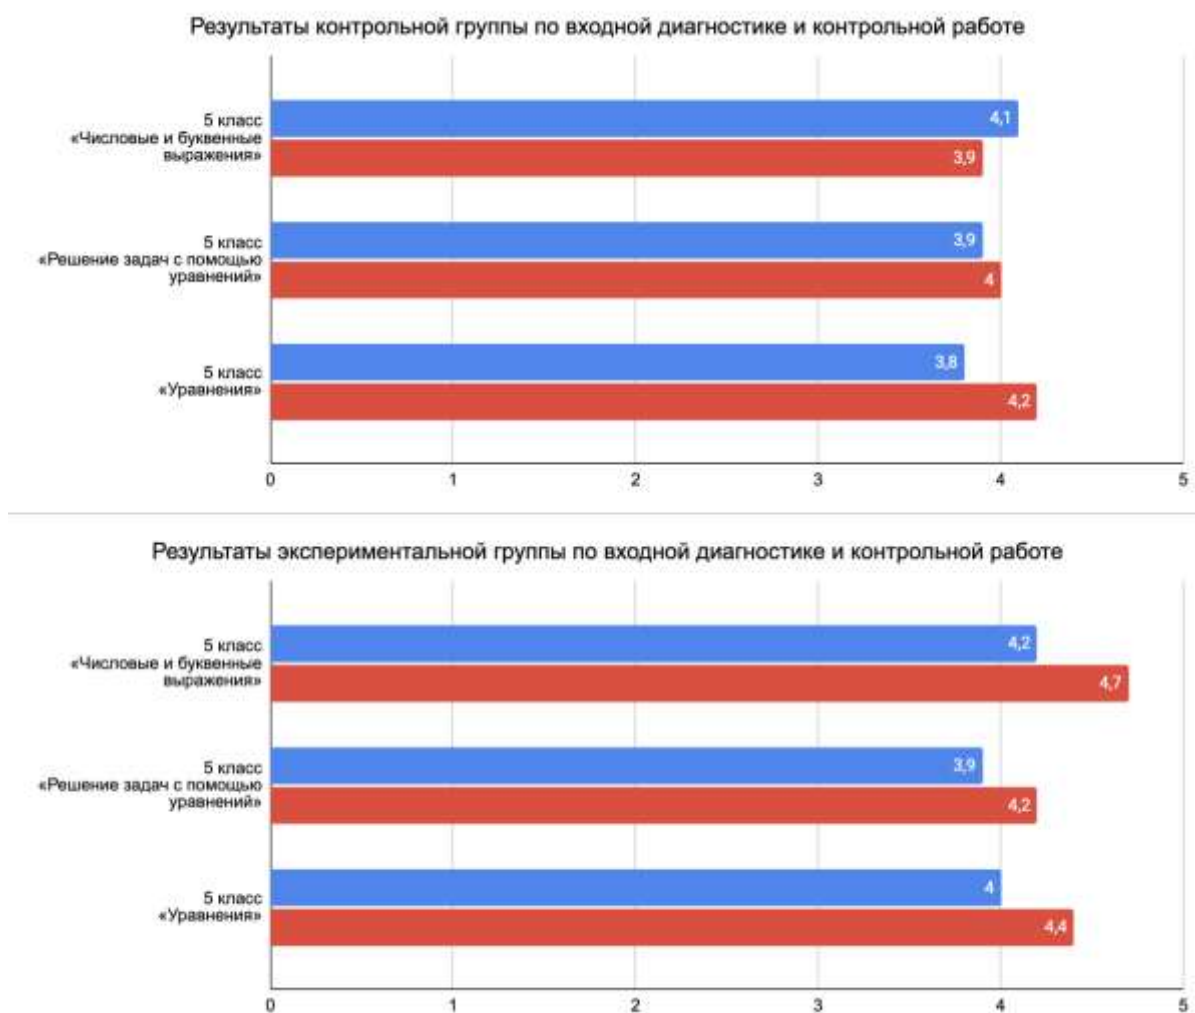 Результаты контрольной группы по входной диагностике и контрольной работе
5 класс
«Числовые и буквенные
выражения»
4,1
3,9
5 класс
«Решение задач с помощью
уравнений»
3,9
4
5 класс
«Уравнения»
3,8
4,2
0 1 2 3 4 5
Результаты экспериментальной группы по входной диагностике и контрольной работе
5 класс
«Числовые и буквенные
выражения»
4,2
4,7
5 класс
«Решение задач с помощью
уравнений»
3,9
4,2
5 класс
«Уравнения»
4
4,4
0 1 2 3 4 5